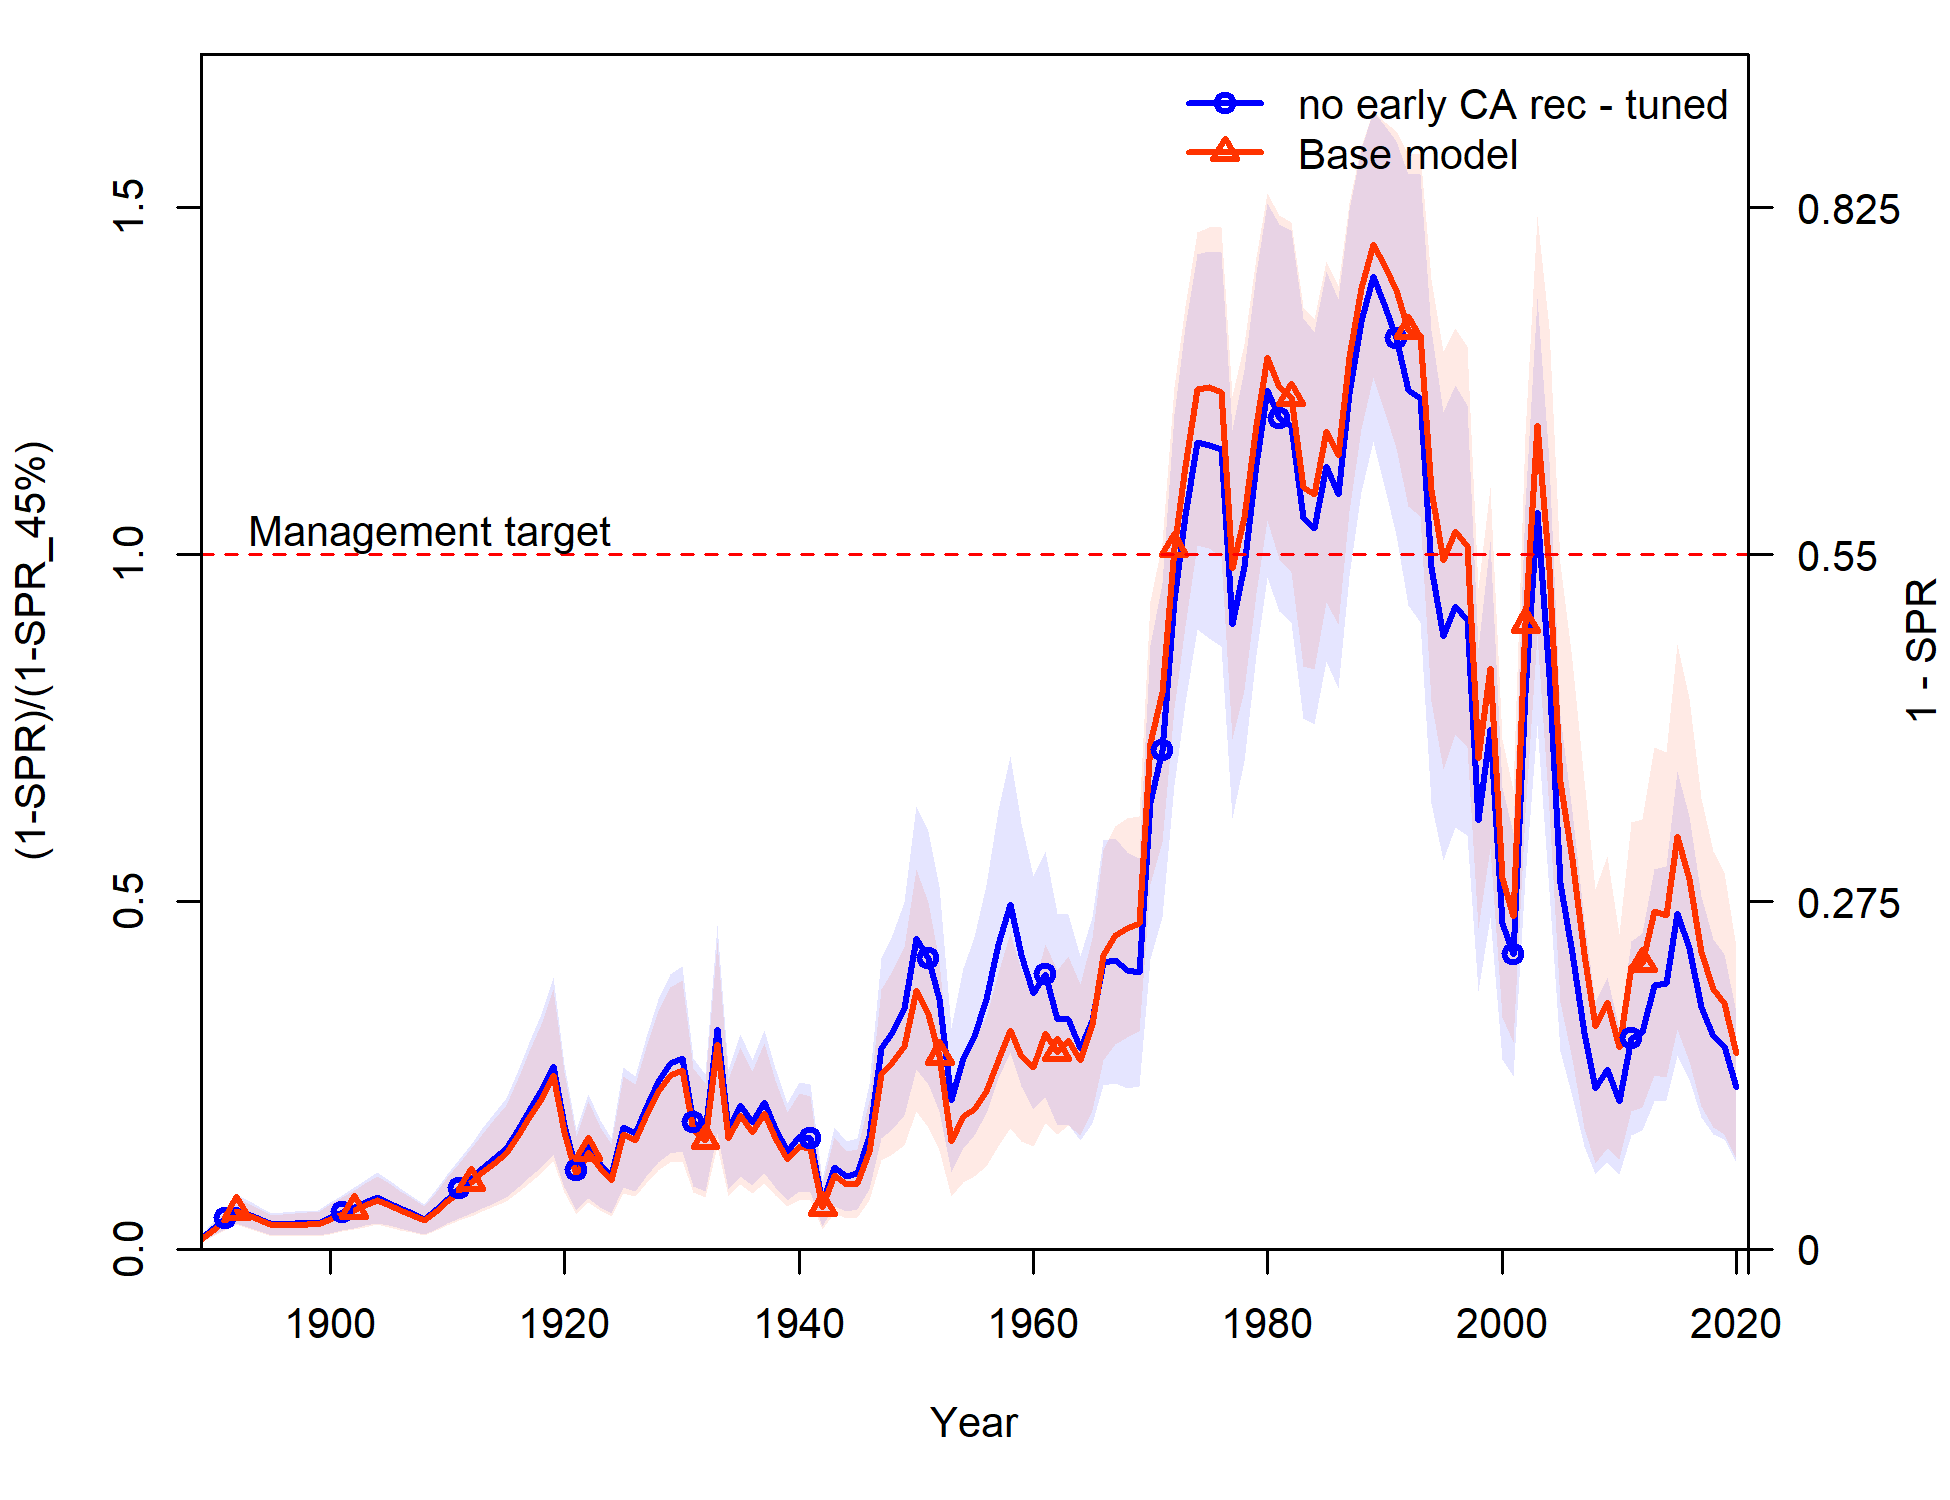 no early CA rec - tuned
Base model
Management target
(1-SPR)/(1-SPR_45%)
0.0
0.5
1.0
1.5
0.825
0.55
0.275
0
1 - SPR
1900
1920
1940
1960
1980
2000
2020
Year